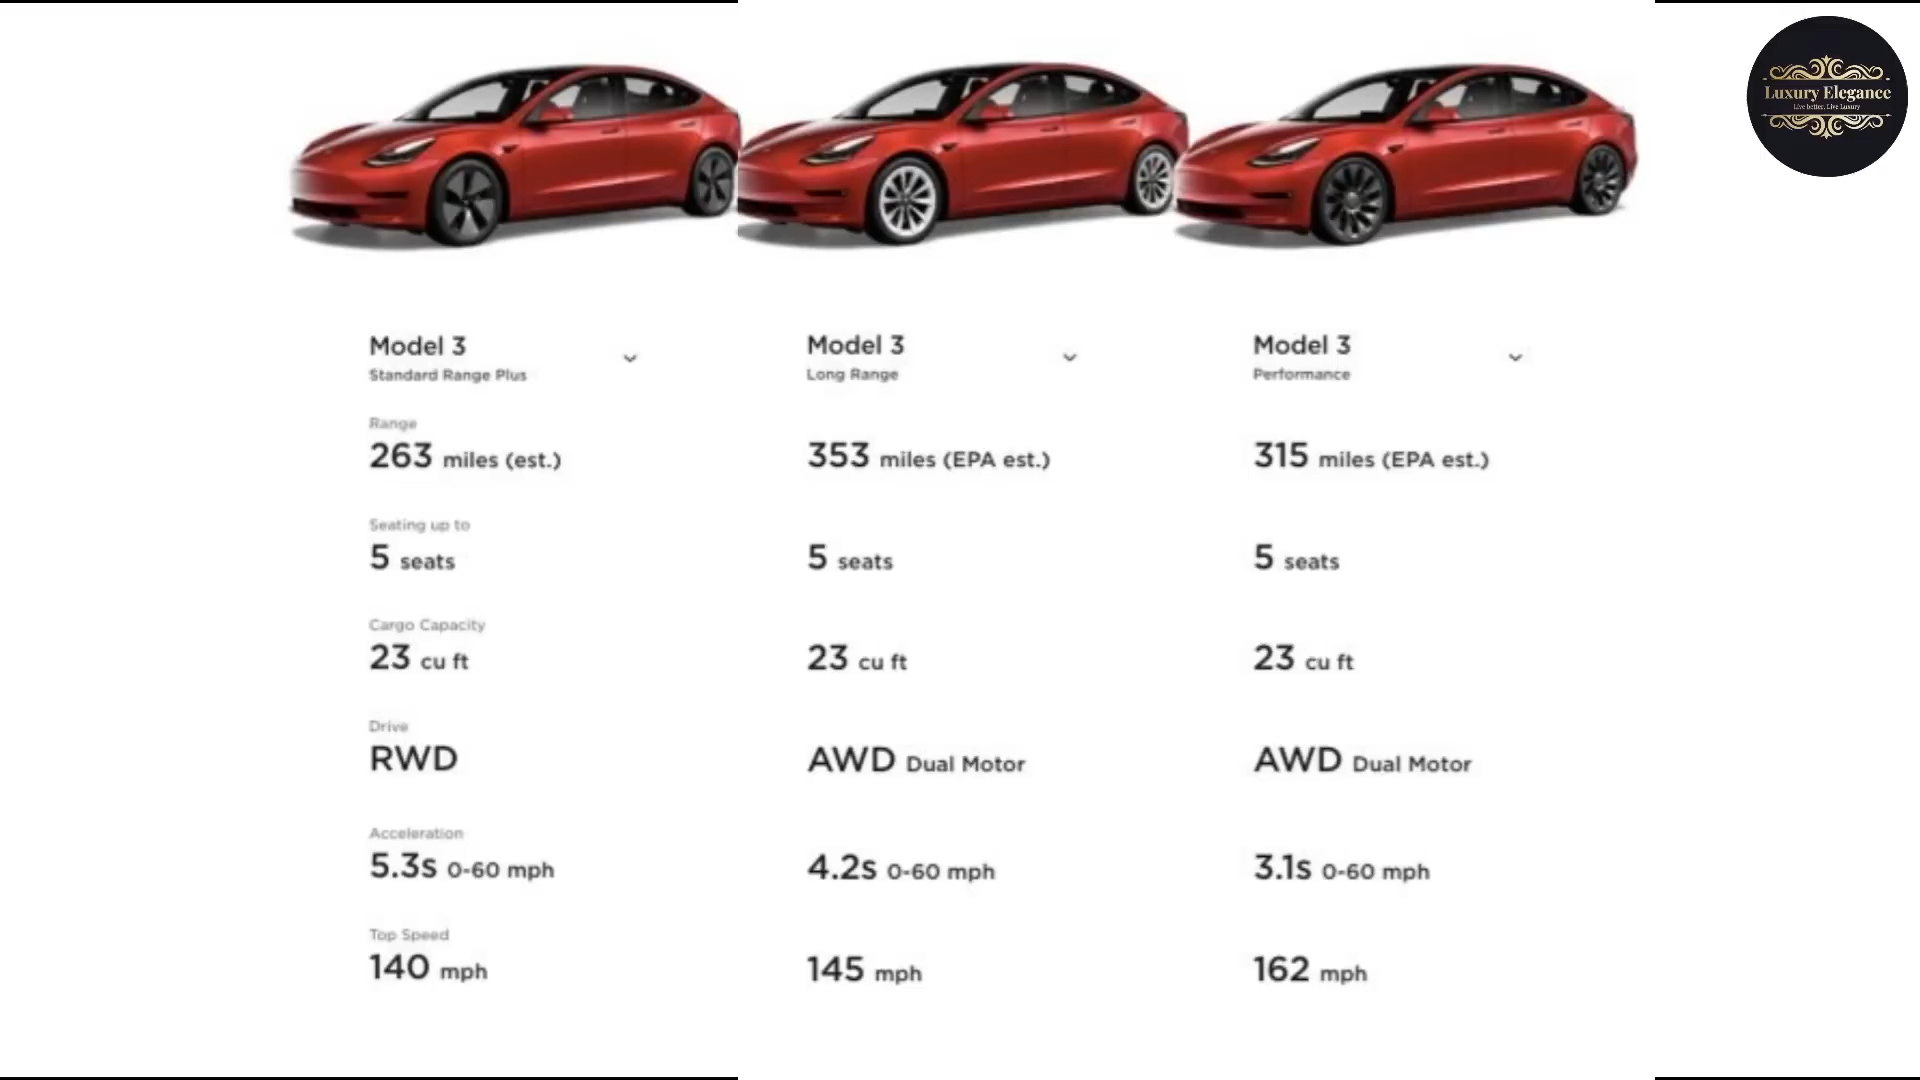 Luxury Elegance
Live better. Live Luxury
Model 3
Standard Range Plus
Model 3
Long Range
Model 3
Performance
Range
263 miles (est.)
353 miles (EPA est.)
315 miles (EPA est.)
Seating up to
5 seats
5 seats
5 seats
Cargo Capacity
23 cu ft
23 cu ft
23 cu ft
Drive
RWD
AWD Dual Motor
AWD Dual Motor
Acceleration
5.3s 0-60 mph
4.2s 0-60 mph
3.1s 0-60 mph
Top Speed
140 mph
145 mph
162 mph